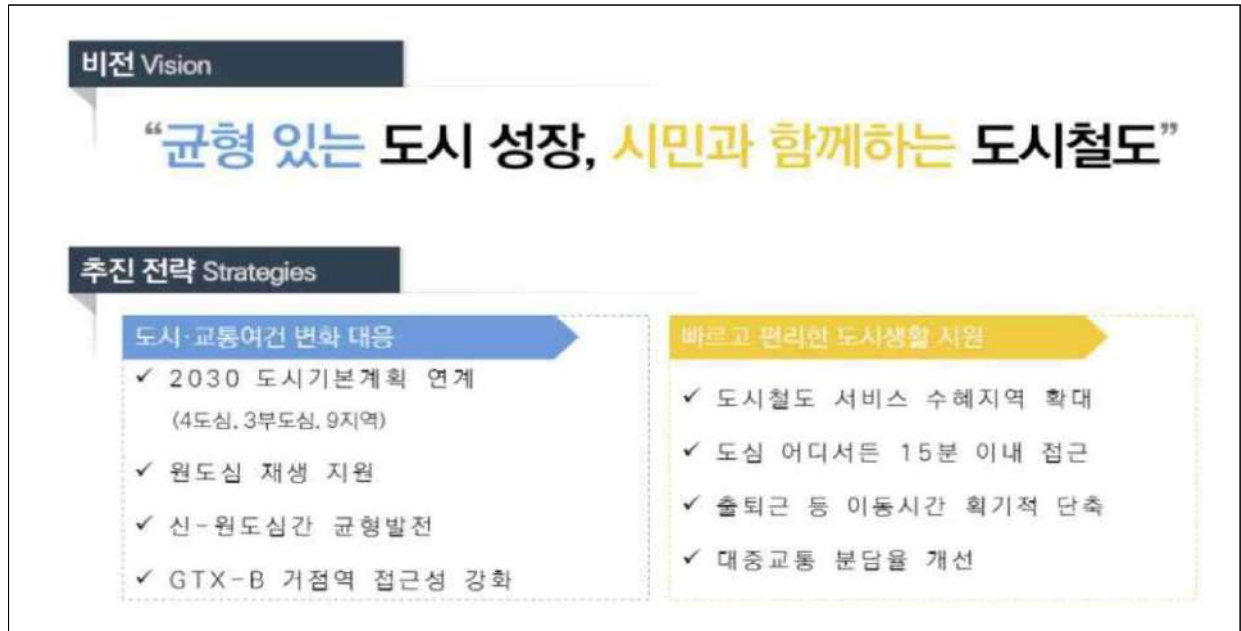 비전 Vision
“균형 있는 도시 성장, 시민과 함께하는 도시철도”
추진 전략 Strategies
도시·교통여건 변화 대응
✓ 2030 도시기본계획 연계
(4도심, 3부도심, 9지역)
✓ 원도심 재생 지원
✓ 신-원도심간 균형발전
✓ GTX-B 거점역 접근성 강화
빠르고 편리한 도시생활 지원
✓ 도시철도 서비스 수혜지역 확대
✓ 도심 어디서든 15분 이내 접근
✓ 출퇴근 등 이동시간 획기적 단축
✓ 대중교통 분담율 개선